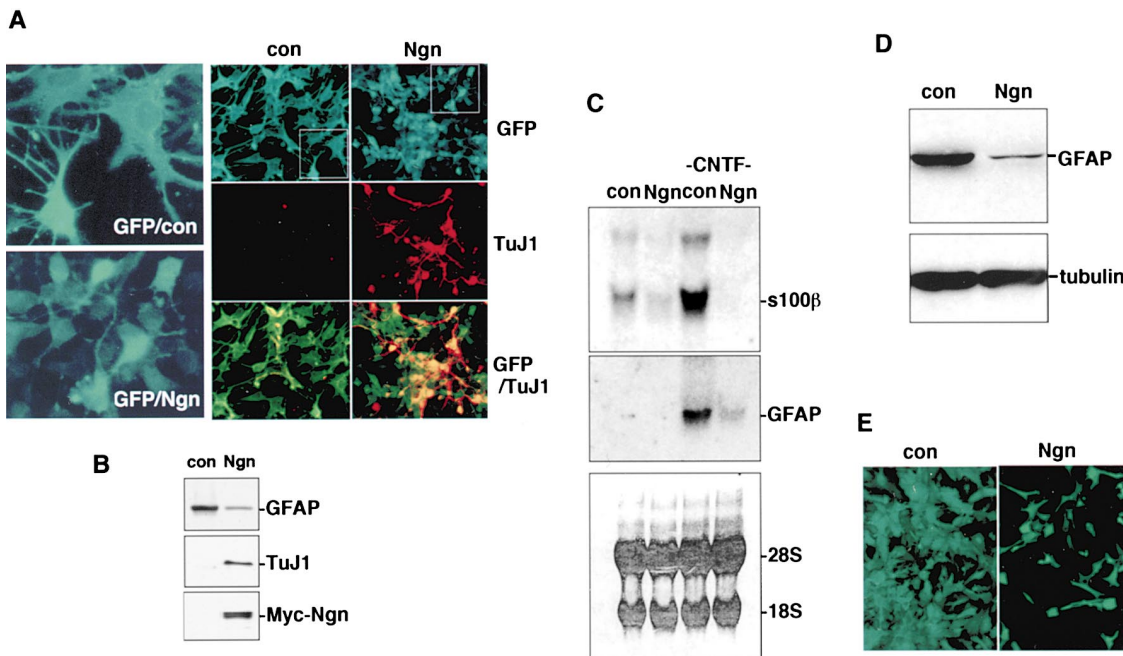 A
con Ngn
GFP/con
GFP
TuJ1
GFP/Ngn
GFP
/TuJ1
B
con Ngn
-GFAP
-TuJ1
-Myc-Ngn
C
-CNTF-
con Ngn con Ngn
-s100β
-GFAP
-28S
-18S
D
con Ngn
-GFAP
-tubulin
E
con Ngn